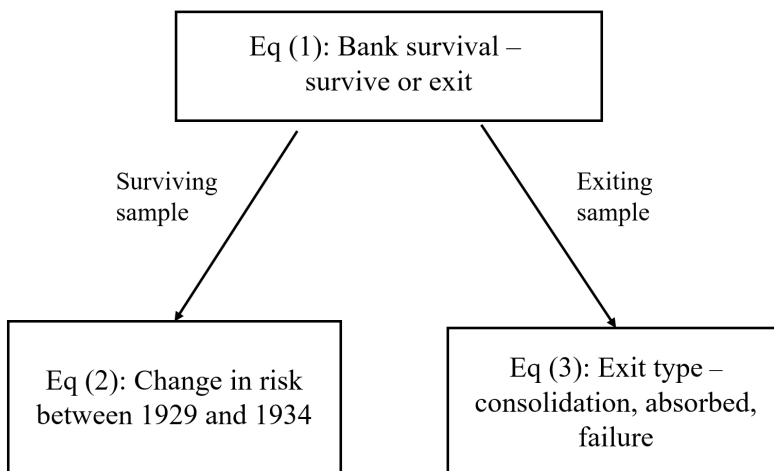 Eq (1): Bank survival –
survive or exit
Surviving
sample
Exiting
sample
Eq (2): Change in risk
between 1929 and 1934
Eq (3): Exit type –
consolidation, absorbed,
failure